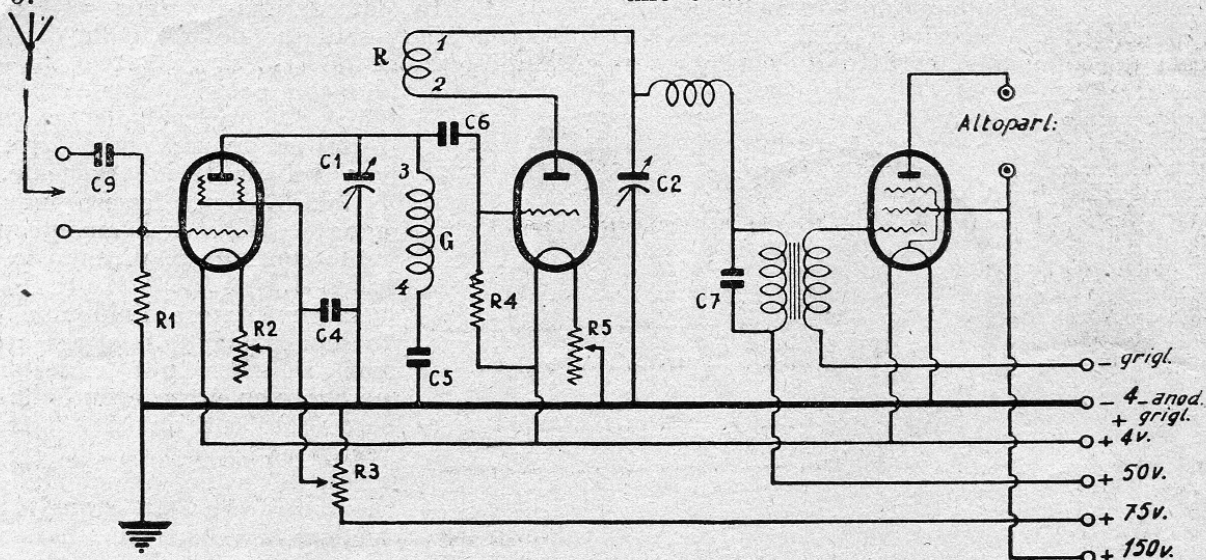 R
1
2
C6
C9
C1
3
G
4
C2
Altoparl:
R1
R2
C4
C5
R4
R5
C7
R3
- grigl.
- 4 - anod.
+ grigl.
+ 4v.
+ 50v.
+ 75v.
+ 150v.